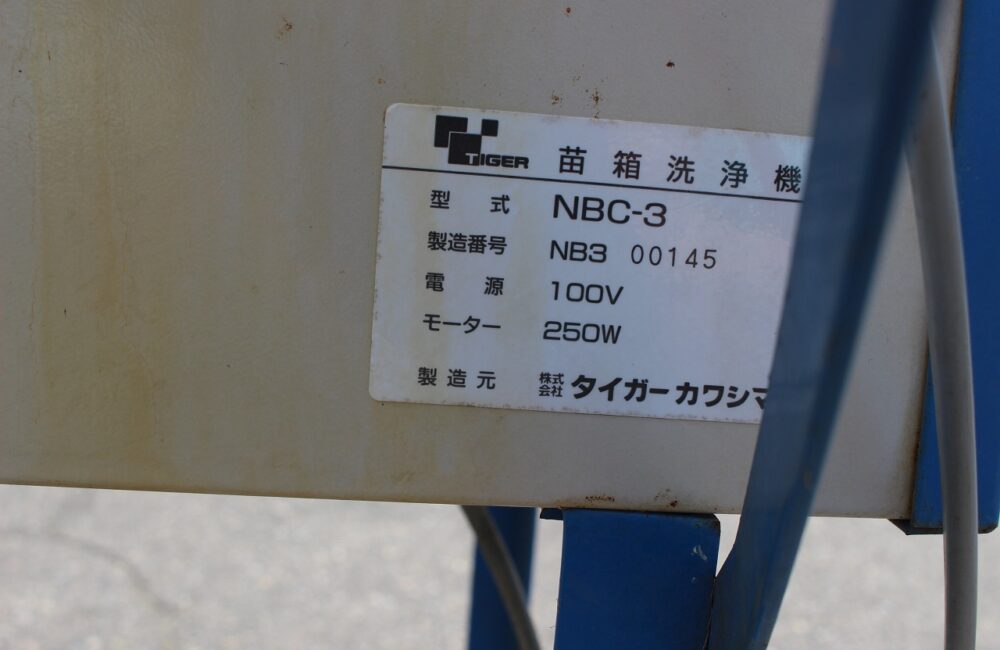 TIGER 苗箱洗浄機
型式 NBC-3
製造番号 NB3 00145
電源 100V
モーター 250W
製造元 株式会社 タイガーカワシマ